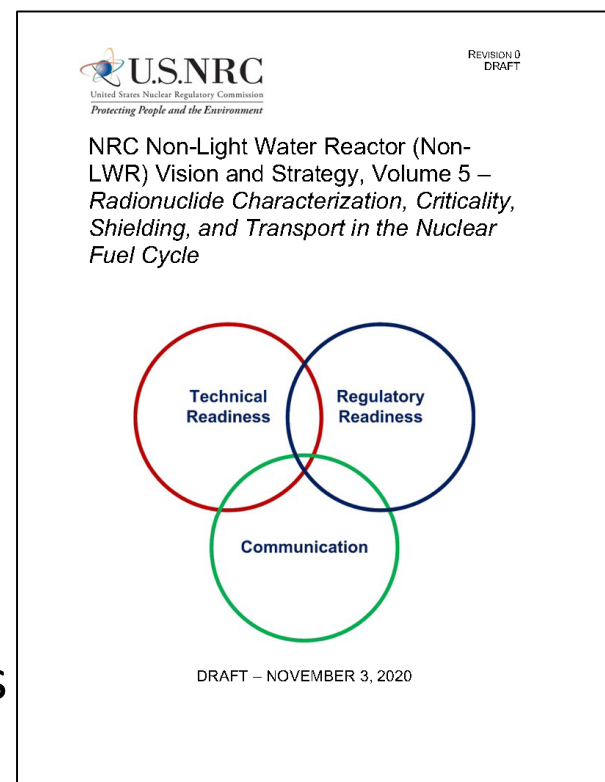 REVISION 0
DRAFT
U.S.NRC
United States Nuclear Regulatory Commission
Protecting People and the Environment
NRC Non-Light Water Reactor (Non-
LWR) Vision and Strategy, Volume 5 –
Radionuclide Characterization, Criticality,
Shielding, and Transport in the Nuclear
Fuel Cycle
Technical
Readiness
Regulatory
Readiness
Communication
DRAFT – NOVEMBER 3, 2020
s